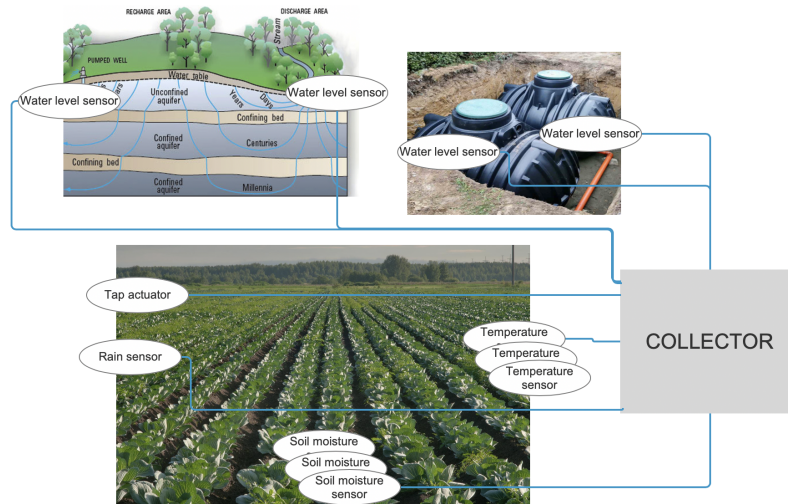 RECHARGE AREA
DISCHARGE AREA
Stream
PUMPED WELL
Water table
Water level sensor
Unconfined
aquifer
Years
Days
Water level sensor
Confining bed
Confined
aquifer
Centuries
Confining bed
Confined
aquifer
Millennia
Water level sensor
Water level sensor
Tap actuator
Rain sensor
Temperature
Temperature
Temperature
sensor
COLLECTOR
Soil moisture
Soil moisture
Soil moisture
sensor